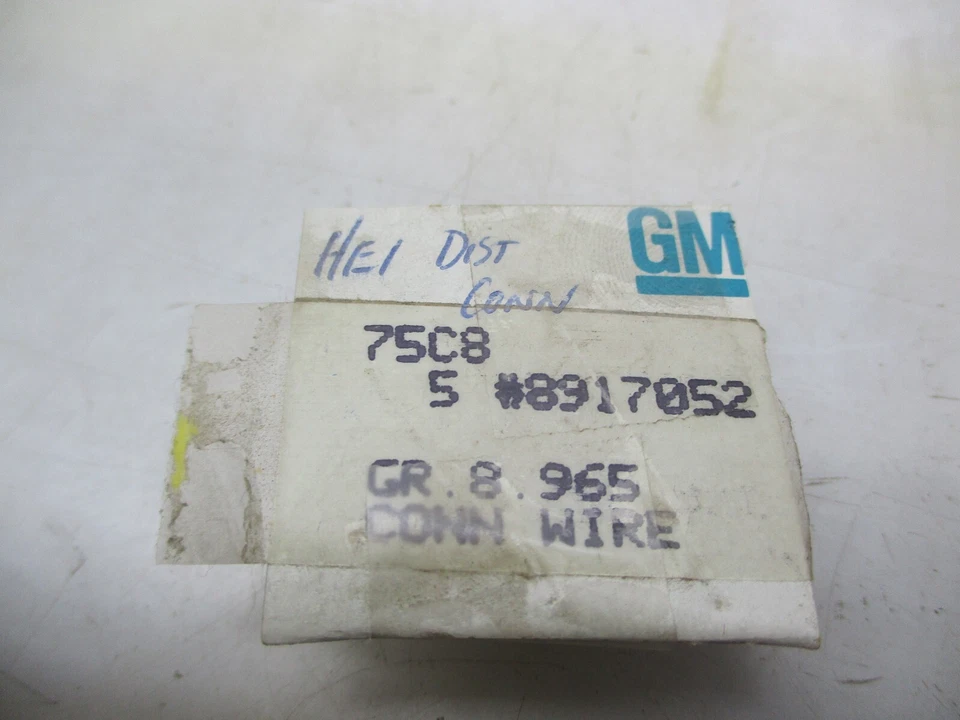 GM
HEI DIST
CONN
75C8
5 #8917052
GR. 8.965
CONN WIRE